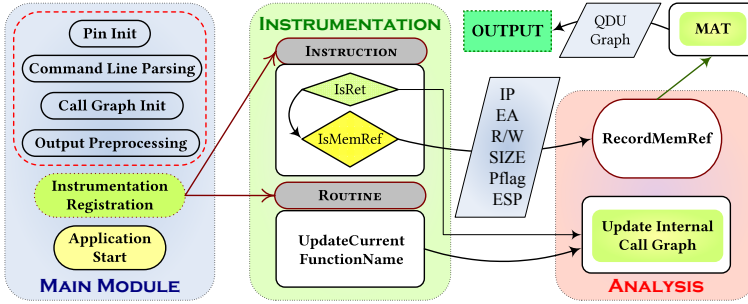 Pin Init
Command Line Parsing
Call Graph Init
Output Preprocessing
Instrumentation
Registration
Application
Start
MAIN MODULE
INSTRUMENTATION
INSTRUCTION
IsRet
IsMemRef
ROUTINE
UpdateCurrent
FunctionName
IP
EA
R/W
SIZE
Pflag
ESP
OUTPUT
QDU
Graph
MAT
RecordMemRef
Update Internal
Call Graph
ANALYSIS